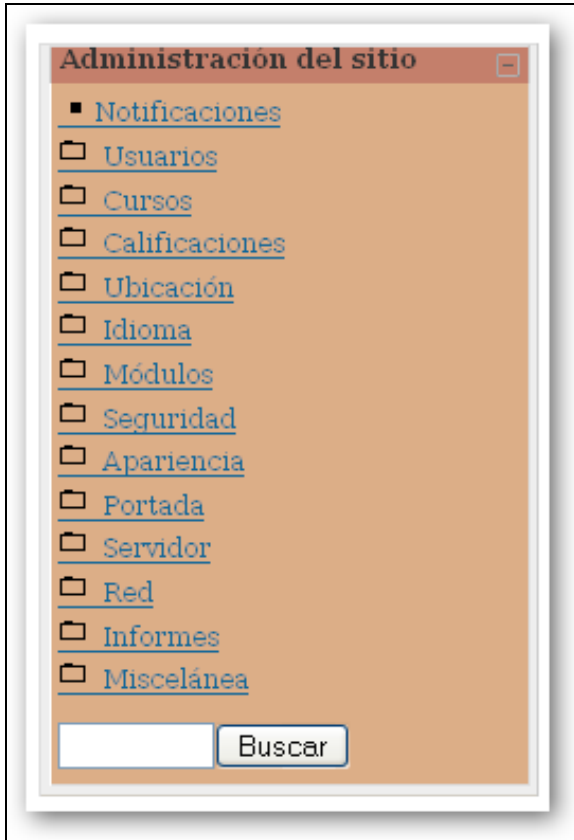 Administración del sitio
Notificaciones
Usuarios
Cursos
Calificaciones
Ubicación
Idioma
Módulos
Seguridad
Apariencia
Portada
Servidor
Red
Informes
Miscelánea
Buscar